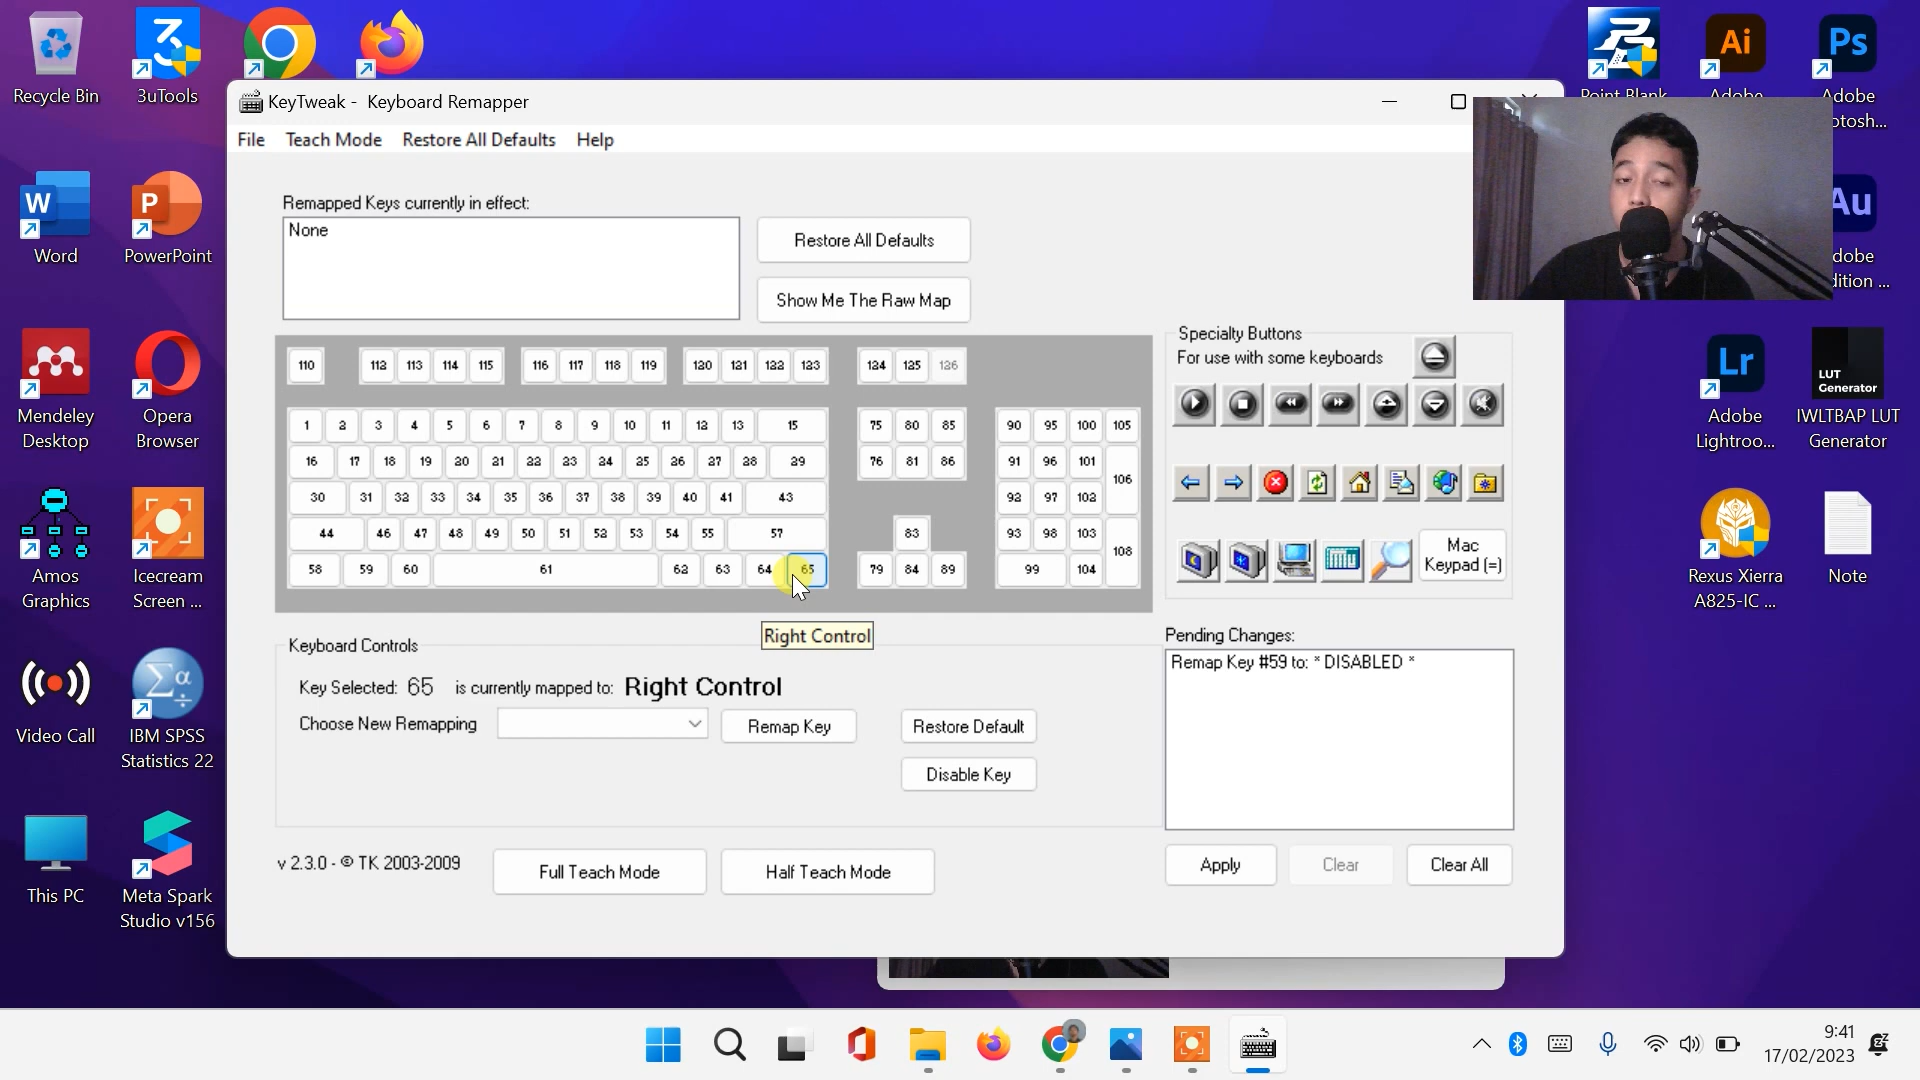 Recycle Bin
3uTools
Point Blank
Ai
Adobe
Ps
Adobe
otosh...
KeyTweak - Keyboard Remapper
File Teach Mode Restore All Defaults Help
Remapped Keys currently in effect:
None
Restore All Defaults
Show Me The Raw Map
W
Word
P
PowerPoint
Au
dobe
dition ...
110 112 113 114 115 116 117 118 119 120 121 122 123 124 125 126
1 2 3 4 5 6 7 8 9 10 11 12 13 15 75 80 85 90 95 100 105
16 17 18 19 20 21 22 23 24 25 26 27 28 29 76 81 86 91 96 101 106
30 31 32 33 34 35 36 37 38 39 40 41 43 92 97 102
44 46 47 48 49 50 51 52 53 54 55 57 83 93 98 103 108
58 59 60 61 62 63 64 65 79 84 89 99 104
Specialty Buttons
For use with some keyboards
Mac
Keypad (=)
Mendeley
Desktop
Opera
Browser
Lr
Adobe
Lightroo...
LUT
Generator
IWLTBAP LUT
Generator
Amos
Graphics
Icecream
Screen ...
Rexus Xierra
A825-IC ...
Note
Right Control
Keyboard Controls
Key Selected: 65 is currently mapped to: Right Control
Choose New Remapping
Remap Key
Restore Default
Disable Key
Pending Changes:
Remap Key #59 to: * DISABLED *
Video Call
Σα
IBM SPSS
Statistics 22
v 2.3.0 - © TK 2003-2009
Full Teach Mode
Half Teach Mode
Apply
Clear
Clear All
This PC
Meta Spark
Studio v156
9:41
17/02/2023